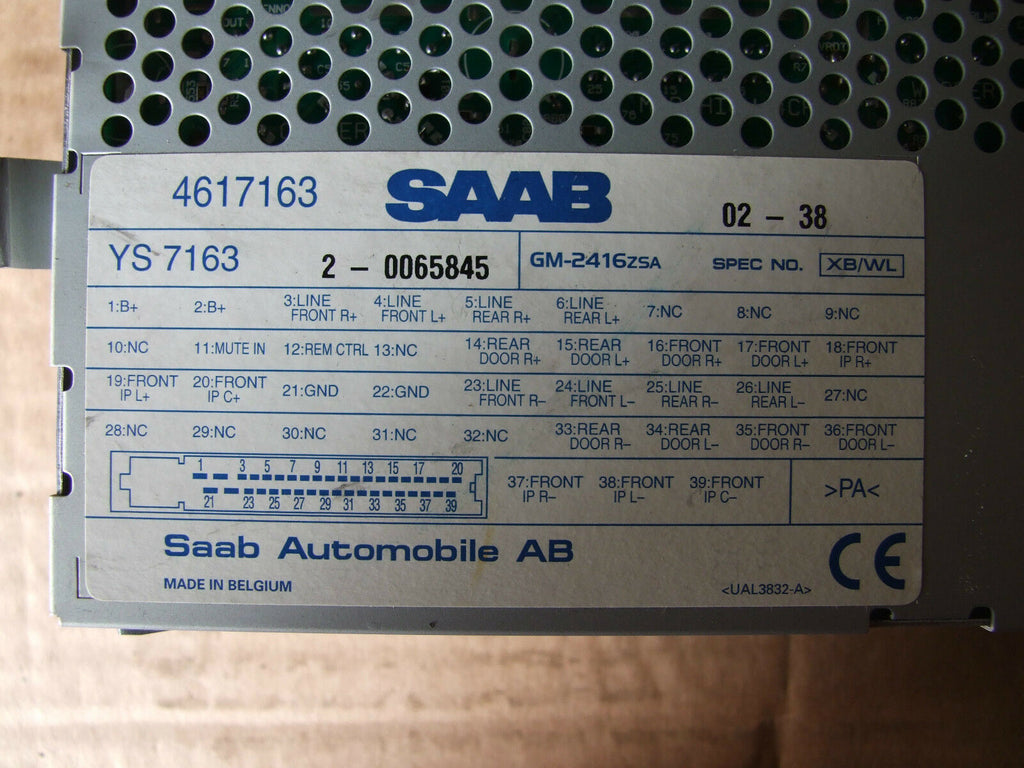 4617163 SAAB 02 - 38
YS 7163 2 - 0065845 GM-2416ZSA SPEC NO. XB/WL
1:B+ 2:B+ 3:LINE FRONT R+ 4:LINE FRONT L+ 5:LINE REAR R+ 6:LINE REAR L+ 7:NC 8:NC 9:NC
10:NC 11:MUTE IN 12:REM CTRL 13:NC 14:REAR DOOR R+ 15:REAR DOOR L+ 16:FRONT DOOR R+ 17:FRONT DOOR L+ 18:FRONT IP R+
19:FRONT IP L+ 20:FRONT IP C+ 21:GND 22:GND 23:LINE FRONT R- 24:LINE FRONT L- 25:LINE REAR R- 26:LINE REAR L- 27:NC
28:NC 29:NC 30:NC 31:NC 32:NC 33:REAR DOOR R- 34:REAR DOOR L- 35:FRONT DOOR R- 36:FRONT DOOR L-
1 3 5 7 9 11 13 15 17 20
21 23 25 27 29 31 33 35 37 39
37:FRONT IP R- 38:FRONT IP L- 39:FRONT IP C- >PA<
Saab Automobile AB CE
MADE IN BELGIUM <UAL3832-A>